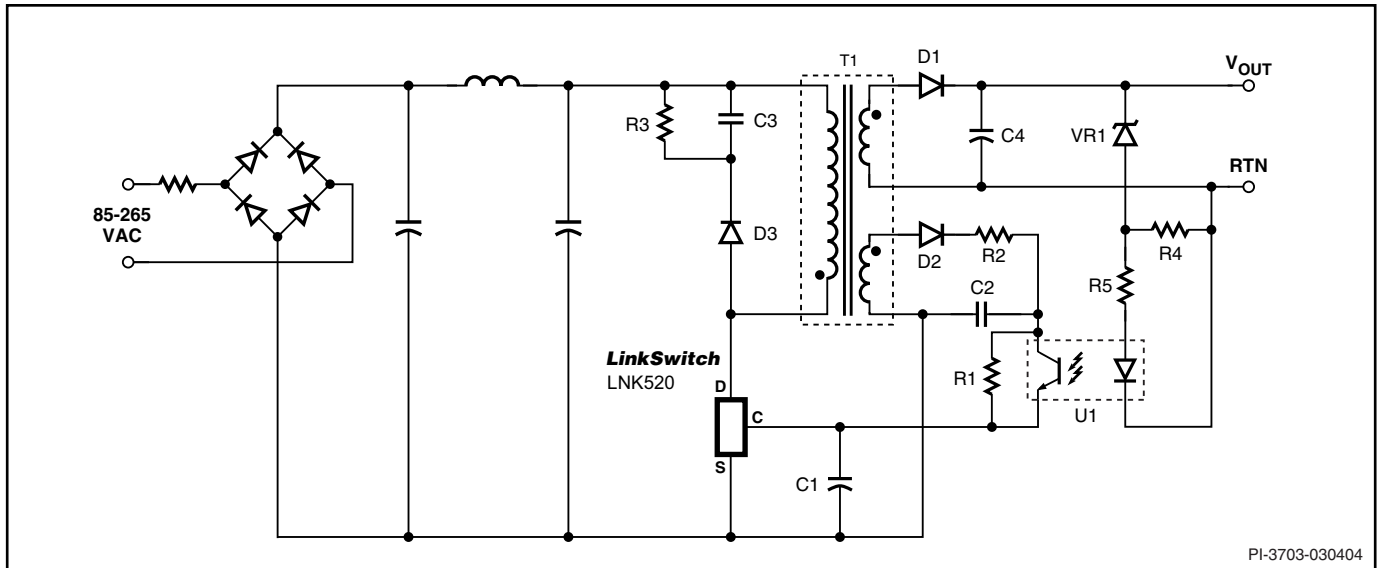 T1
D1
V_OUT
R3
C3
C4
VR1
RTN
85-265
VAC
D3
D2
R2
R4
C2
R5
LinkSwitch
LNK520
D
R1
C
U1
S
C1
PI-3703-030404